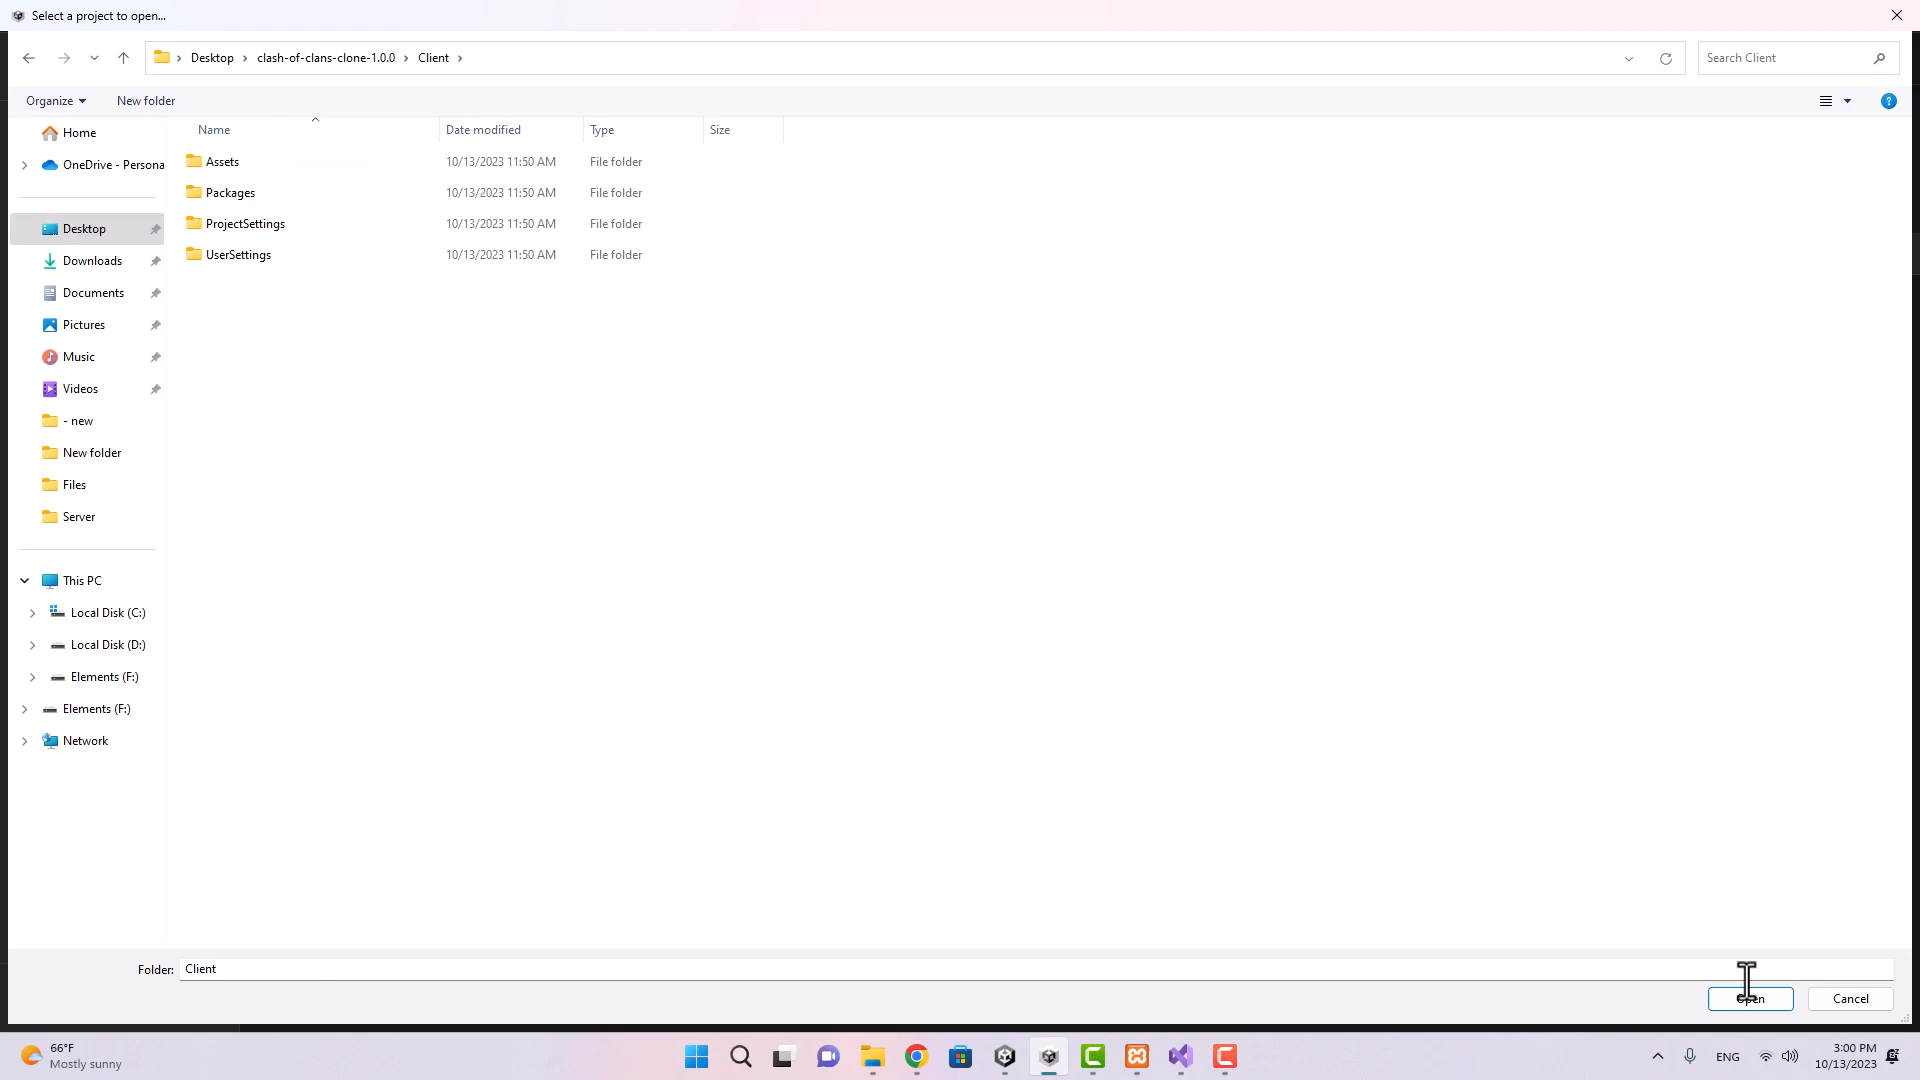 Select a project to open...
Desktop
clash-of-clans-clone-1.0.0
Client
Search Client
Organize
New folder
Name
Date modified
Type
Size
Home
OneDrive - Persona
Desktop
Downloads
Documents
Pictures
Music
Videos
- new
New folder
Files
Server
This PC
Local Disk (C:)
Local Disk (D:)
Elements (F:)
Elements (F:)
Network
Assets 10/13/2023 11:50 AM File folder
Packages 10/13/2023 11:50 AM File folder
ProjectSettings 10/13/2023 11:50 AM File folder
UserSettings 10/13/2023 11:50 AM File folder
Folder: Client
Open
Cancel
66°F
Mostly sunny
ENG
3:00 PM
10/13/2023